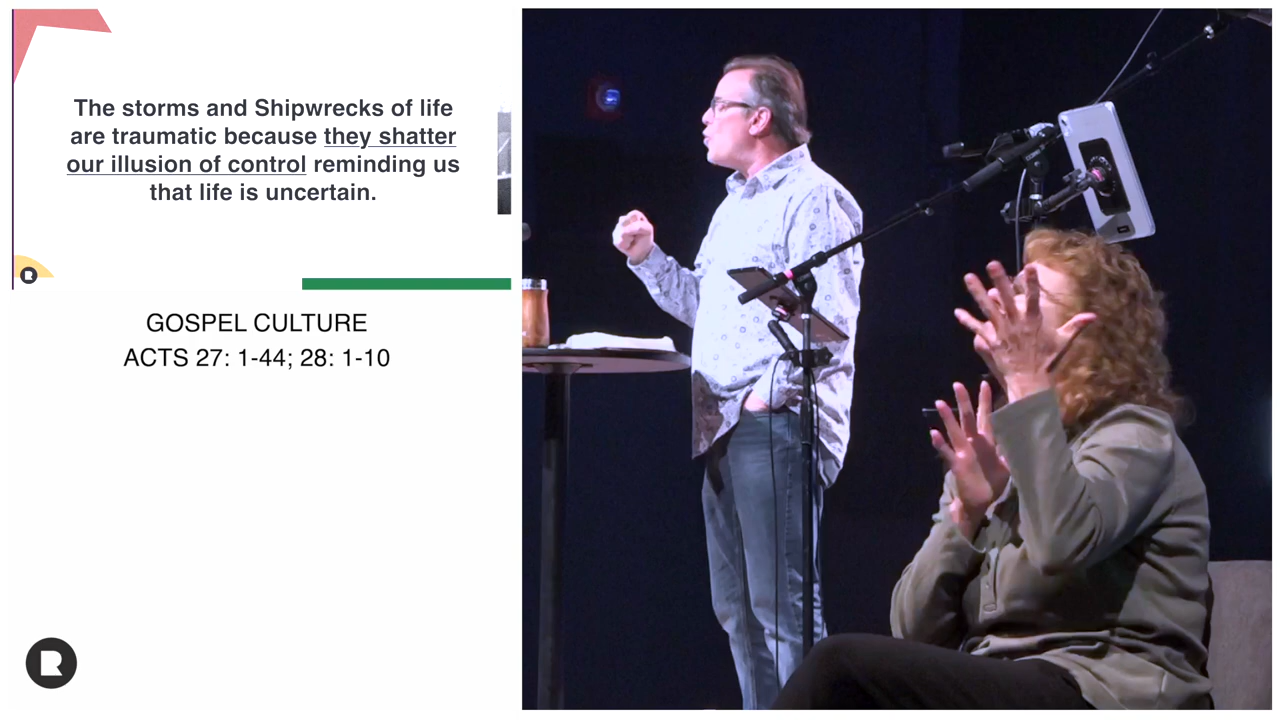 The storms and Shipwrecks of life
are traumatic because they shatter
our illusion of control reminding us
that life is uncertain.
R
GOSPEL CULTURE
ACTS 27: 1-44; 28: 1-10
R